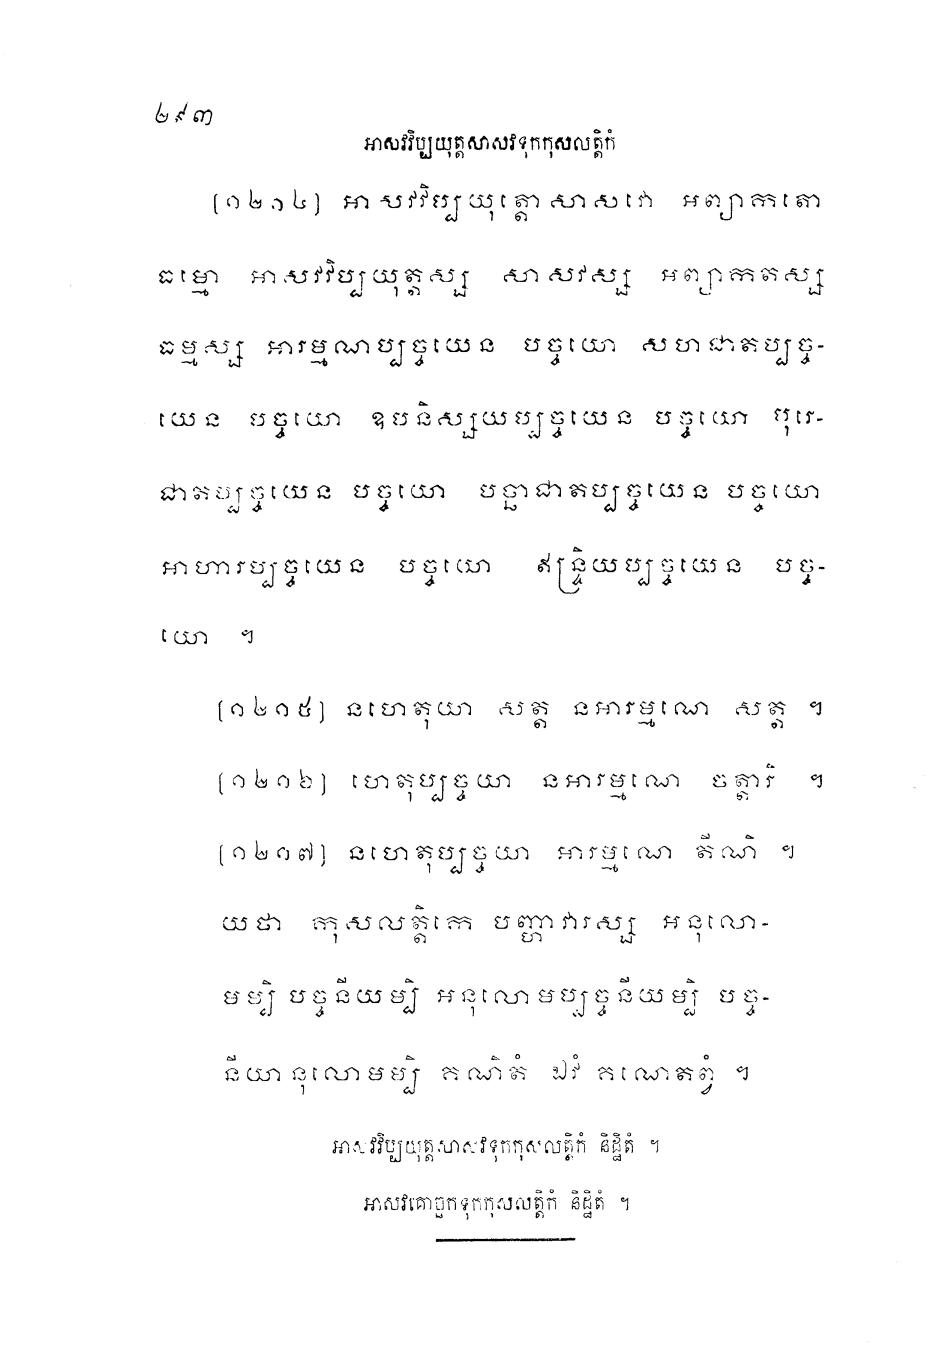 ២៩៣
អាសវវិប្បយុត្តសាសវទុកកុសលត្តិកំ
[១២១៤] អាសវវិប្បយុត្តោ សាសវោ អព្យាកតោ
ធម្មោ អាសវវិប្បយុត្តស្ស សាសវស្ស អព្យាកតស្ស
ធម្មស្ស អារម្មណប្បច្ចយេន បច្ចយោ សហជាតប្បច្ច-
យេន បច្ចយោ ឧបនិស្សយប្បច្ចយេន បច្ចយោ បុរេ-
ជាតប្បច្ចយេន បច្ចយោ បច្ឆាជាតប្បច្ចយេន បច្ចយោ
អាហារប្បច្ចយេន បច្ចយោ ឥន្ទ្រិយប្បច្ចយេន បច្ច-
យោ ។
[១២១៥] នហេតុយា សត្ត នអារម្មណេ សត្ត ។
[១២១៦] ហេតុប្បច្ចយា នអារម្មណេ ចត្តារិ ។
[១២១៧] នហេតុប្បច្ចយា អារម្មណេ តីណិ ។
យថា កុសលត្តិកេ បញ្ហាវារស្ស អនុលោ-
មម្បិ បច្ចនីយម្បិ អនុលោមប្បច្ចនីយម្បិ បច្ច-
នីយានុលោមម្បិ គណិតំ ឯវំ គណេតព្វំ ។
អាសវវិប្បយុត្តសាសវទុកកុសលត្តិកំ និដ្ឋិតំ ។
អាសវគោច្ឆកទុកកុសលត្តិកំ និដ្ឋិតំ ។